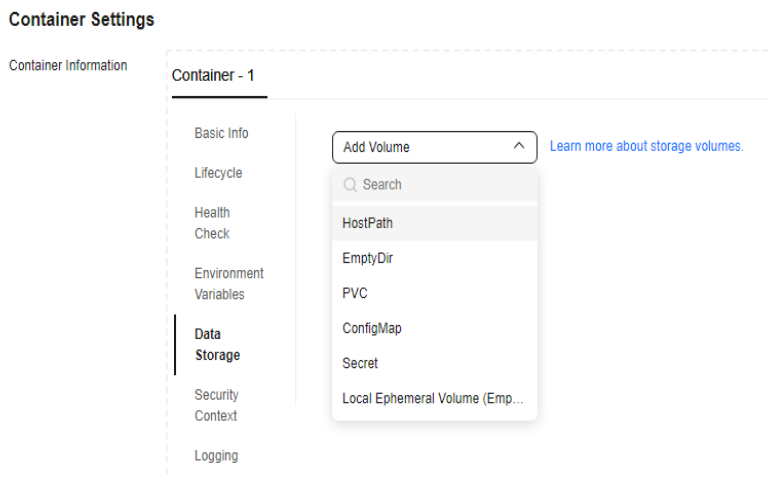 Container Settings
Container Information
Container - 1
Basic Info
Lifecycle
Health
Check
Environment
Variables
Data
Storage
Security
Context
Logging
Add Volume
Learn more about storage volumes.
Search
HostPath
EmptyDir
PVC
ConfigMap
Secret
Local Ephemeral Volume (Emp...